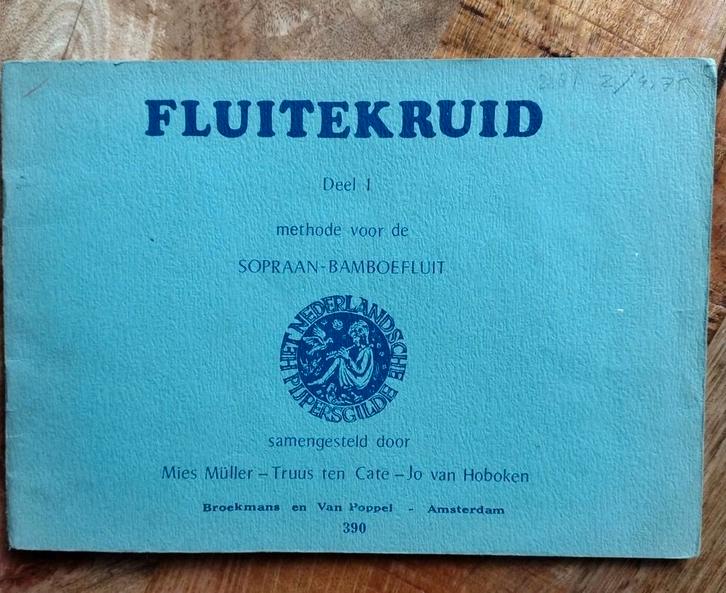 FLUITEKRUID
Deel I
methode voor de
SOPRAAN-BAMBOEFLUIT
HET NEDERLANDSCHE PIJPERSGILDE
samengesteld door
Mies Müller – Truus ten Cate – Jo van Hoboken
Broekmans en Van Poppel - Amsterdam
390